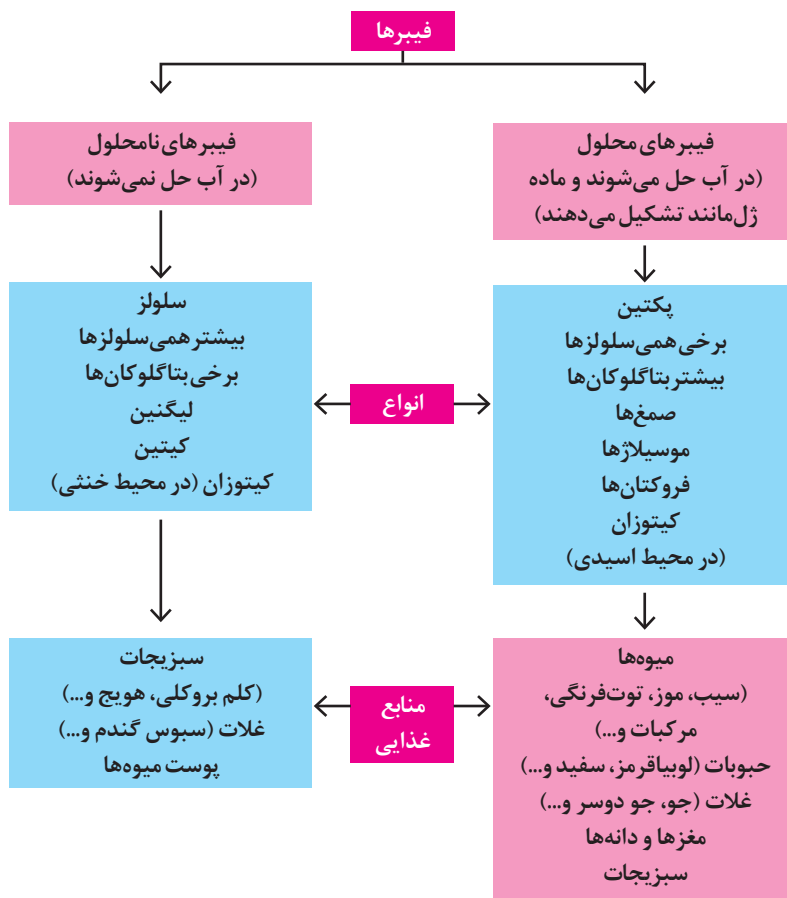 فیبرها
فیبرهای محلول
(در آب حل می‌شوند و ماده
ژل‌مانند تشکیل می‌دهند)
فیبرهای نامحلول
(در آب حل نمی‌شوند)
انواع
پکتین
برخی همی‌سلولزها
بیشتر بتاگلوکان‌ها
صمغ‌ها
موسیلاژها
فروکتان‌ها
کیتوزان
(در محیط اسیدی)
سلولز
بیشتر همی‌سلولزها
برخی بتاگلوکان‌ها
لیگنین
کیتین
کیتوزان (در محیط خنثی)
منابع
غذایی
میوه‌ها
(سیب، موز، توت‌فرنگی،
مرکبات و...)
حبوبات (لوبیاقرمز، سفید و...)
غلات (جو، جو دوسر و...)
مغزها و دانه‌ها
سبزیجات
سبزیجات
(کلم بروکلی، هویج و...)
غلات (سبوس گندم و...)
پوست میوه‌ها